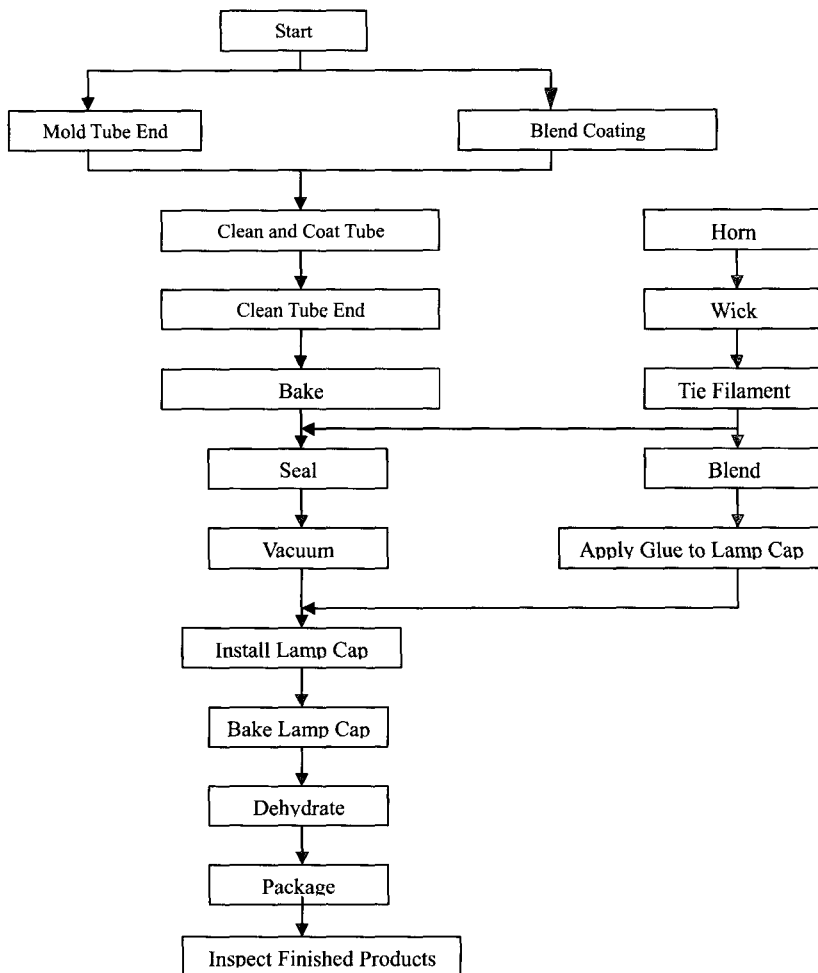 Start
Mold Tube End
Blend Coating
Clean and Coat Tube
Horn
Clean Tube End
Wick
Bake
Tie Filament
Seal
Blend
Vacuum
Apply Glue to Lamp Cap
Install Lamp Cap
Bake Lamp Cap
Dehydrate
Package
Inspect Finished Products